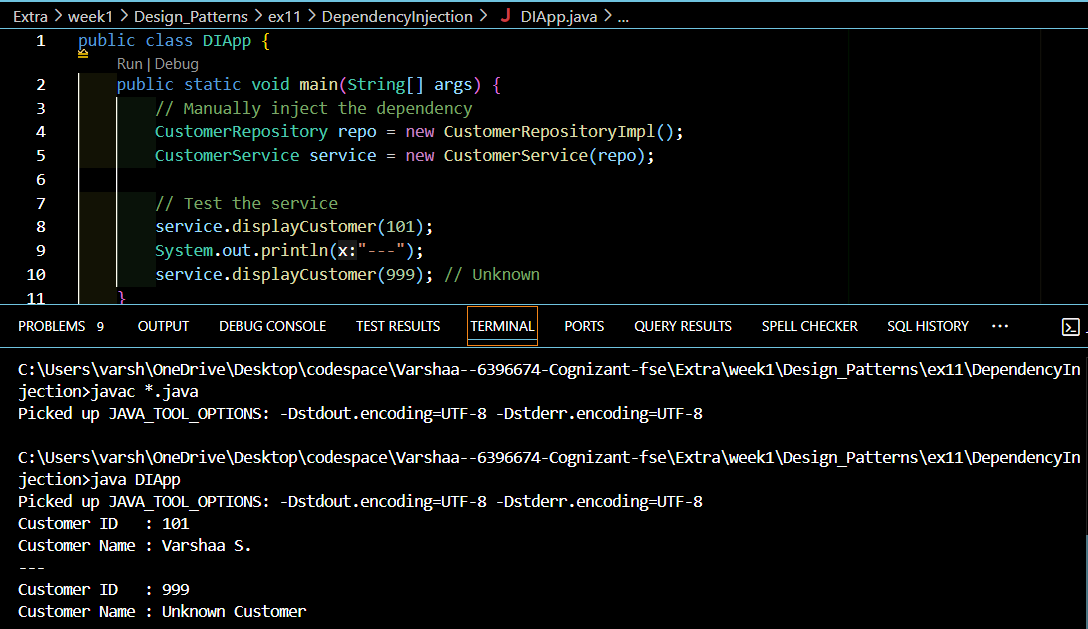 Extra > week1 > Design_Patterns > ex11 > DependencyInjection > J DIApp.java > ...
1 public class DIApp {
Run | Debug
2 public static void main(String[] args) {
3 // Manually inject the dependency
4 CustomerRepository repo = new CustomerRepositoryImpl();
5 CustomerService service = new CustomerService(repo);
6
7 // Test the service
8 service.displayCustomer(101);
9 System.out.println(x:"---");
10 service.displayCustomer(999); // Unknown
11 }
PROBLEMS 9 OUTPUT DEBUG CONSOLE TEST RESULTS TERMINAL PORTS QUERY RESULTS SPELL CHECKER SQL HISTORY ...
C:\Users\varsh\OneDrive\Desktop\codespace\Varshaa--6396674-Cognizant-fse\Extra\week1\Design_Patterns\ex11\DependencyIn
jection>javac *.java
Picked up JAVA_TOOL_OPTIONS: -Dstdout.encoding=UTF-8 -Dstderr.encoding=UTF-8
C:\Users\varsh\OneDrive\Desktop\codespace\Varshaa--6396674-Cognizant-fse\Extra\week1\Design_Patterns\ex11\DependencyIn
jection>java DIApp
Picked up JAVA_TOOL_OPTIONS: -Dstdout.encoding=UTF-8 -Dstderr.encoding=UTF-8
Customer ID : 101
Customer Name : Varshaa S.
---
Customer ID : 999
Customer Name : Unknown Customer